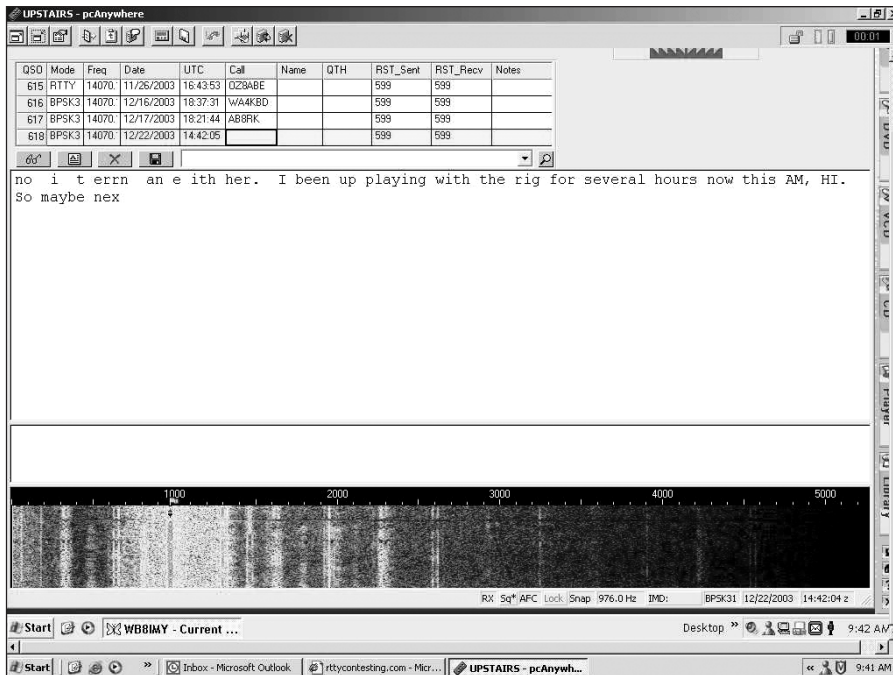 UPSTAIRS - pcAnywhere
00:01
QSO Mode Freq Date UTC Call Name QTH RST_Sent RST_Recv Notes
615 RTTY 14070. 11/26/2003 16:43:53 OZ8ABE 599 599
616 BPSK3 14070. 12/16/2003 18:37:31 WA4KBD 599 599
617 BPSK3 14070. 12/17/2003 18:21:44 AB8RK 599 599
618 BPSK3 14070. 12/22/2003 14:42:05 599 599
no i t errn an e ith her. I been up playing with the rig for several hours now this AM, HI.
So maybe nex
1000 2000 3000 4000 5000
RX Sq* AFC Lock Snap 976.0 Hz IMD: BPSK31 12/22/2003 14:42:04 z
DVD
VCD
CD
Player
Library
Start WB8IMY - Current ... Desktop » 9:42 AM
Start » Inbox - Microsoft Outlook rttycontesting.com - Micr... UPSTAIRS - pcAnywh... « 9:41 AM